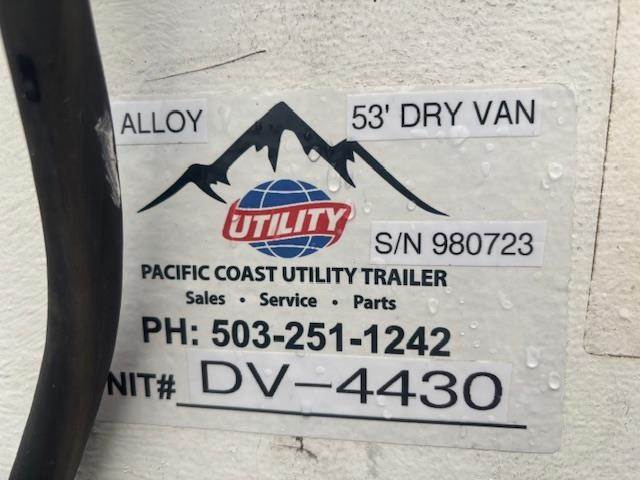 ALLOY
53' DRY VAN
UTILITY
S/N 980723
PACIFIC COAST UTILITY TRAILER
Sales • Service • Parts
PH: 503-251-1242
NIT# DV-4430